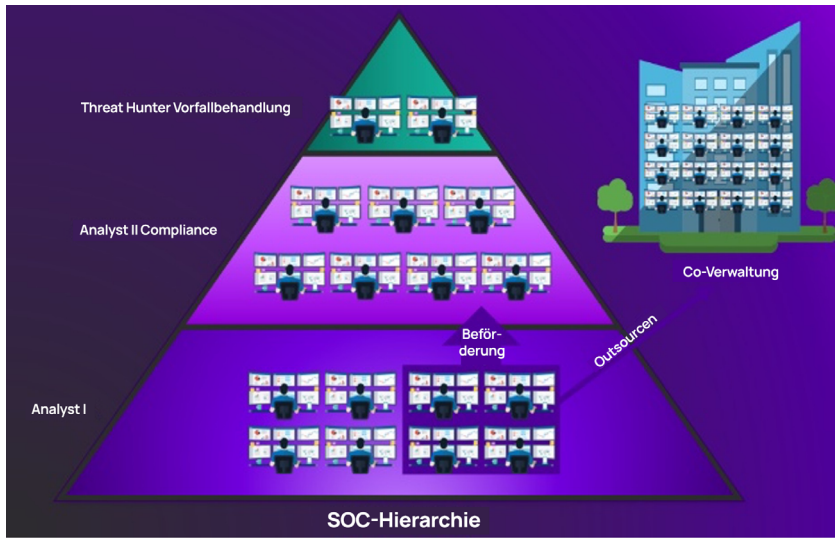 Threat Hunter Vorfallbehandlung
Analyst II Compliance
Co-Verwaltung
Beför-
derung
Outsourcen
Analyst I
SOC-Hierarchie